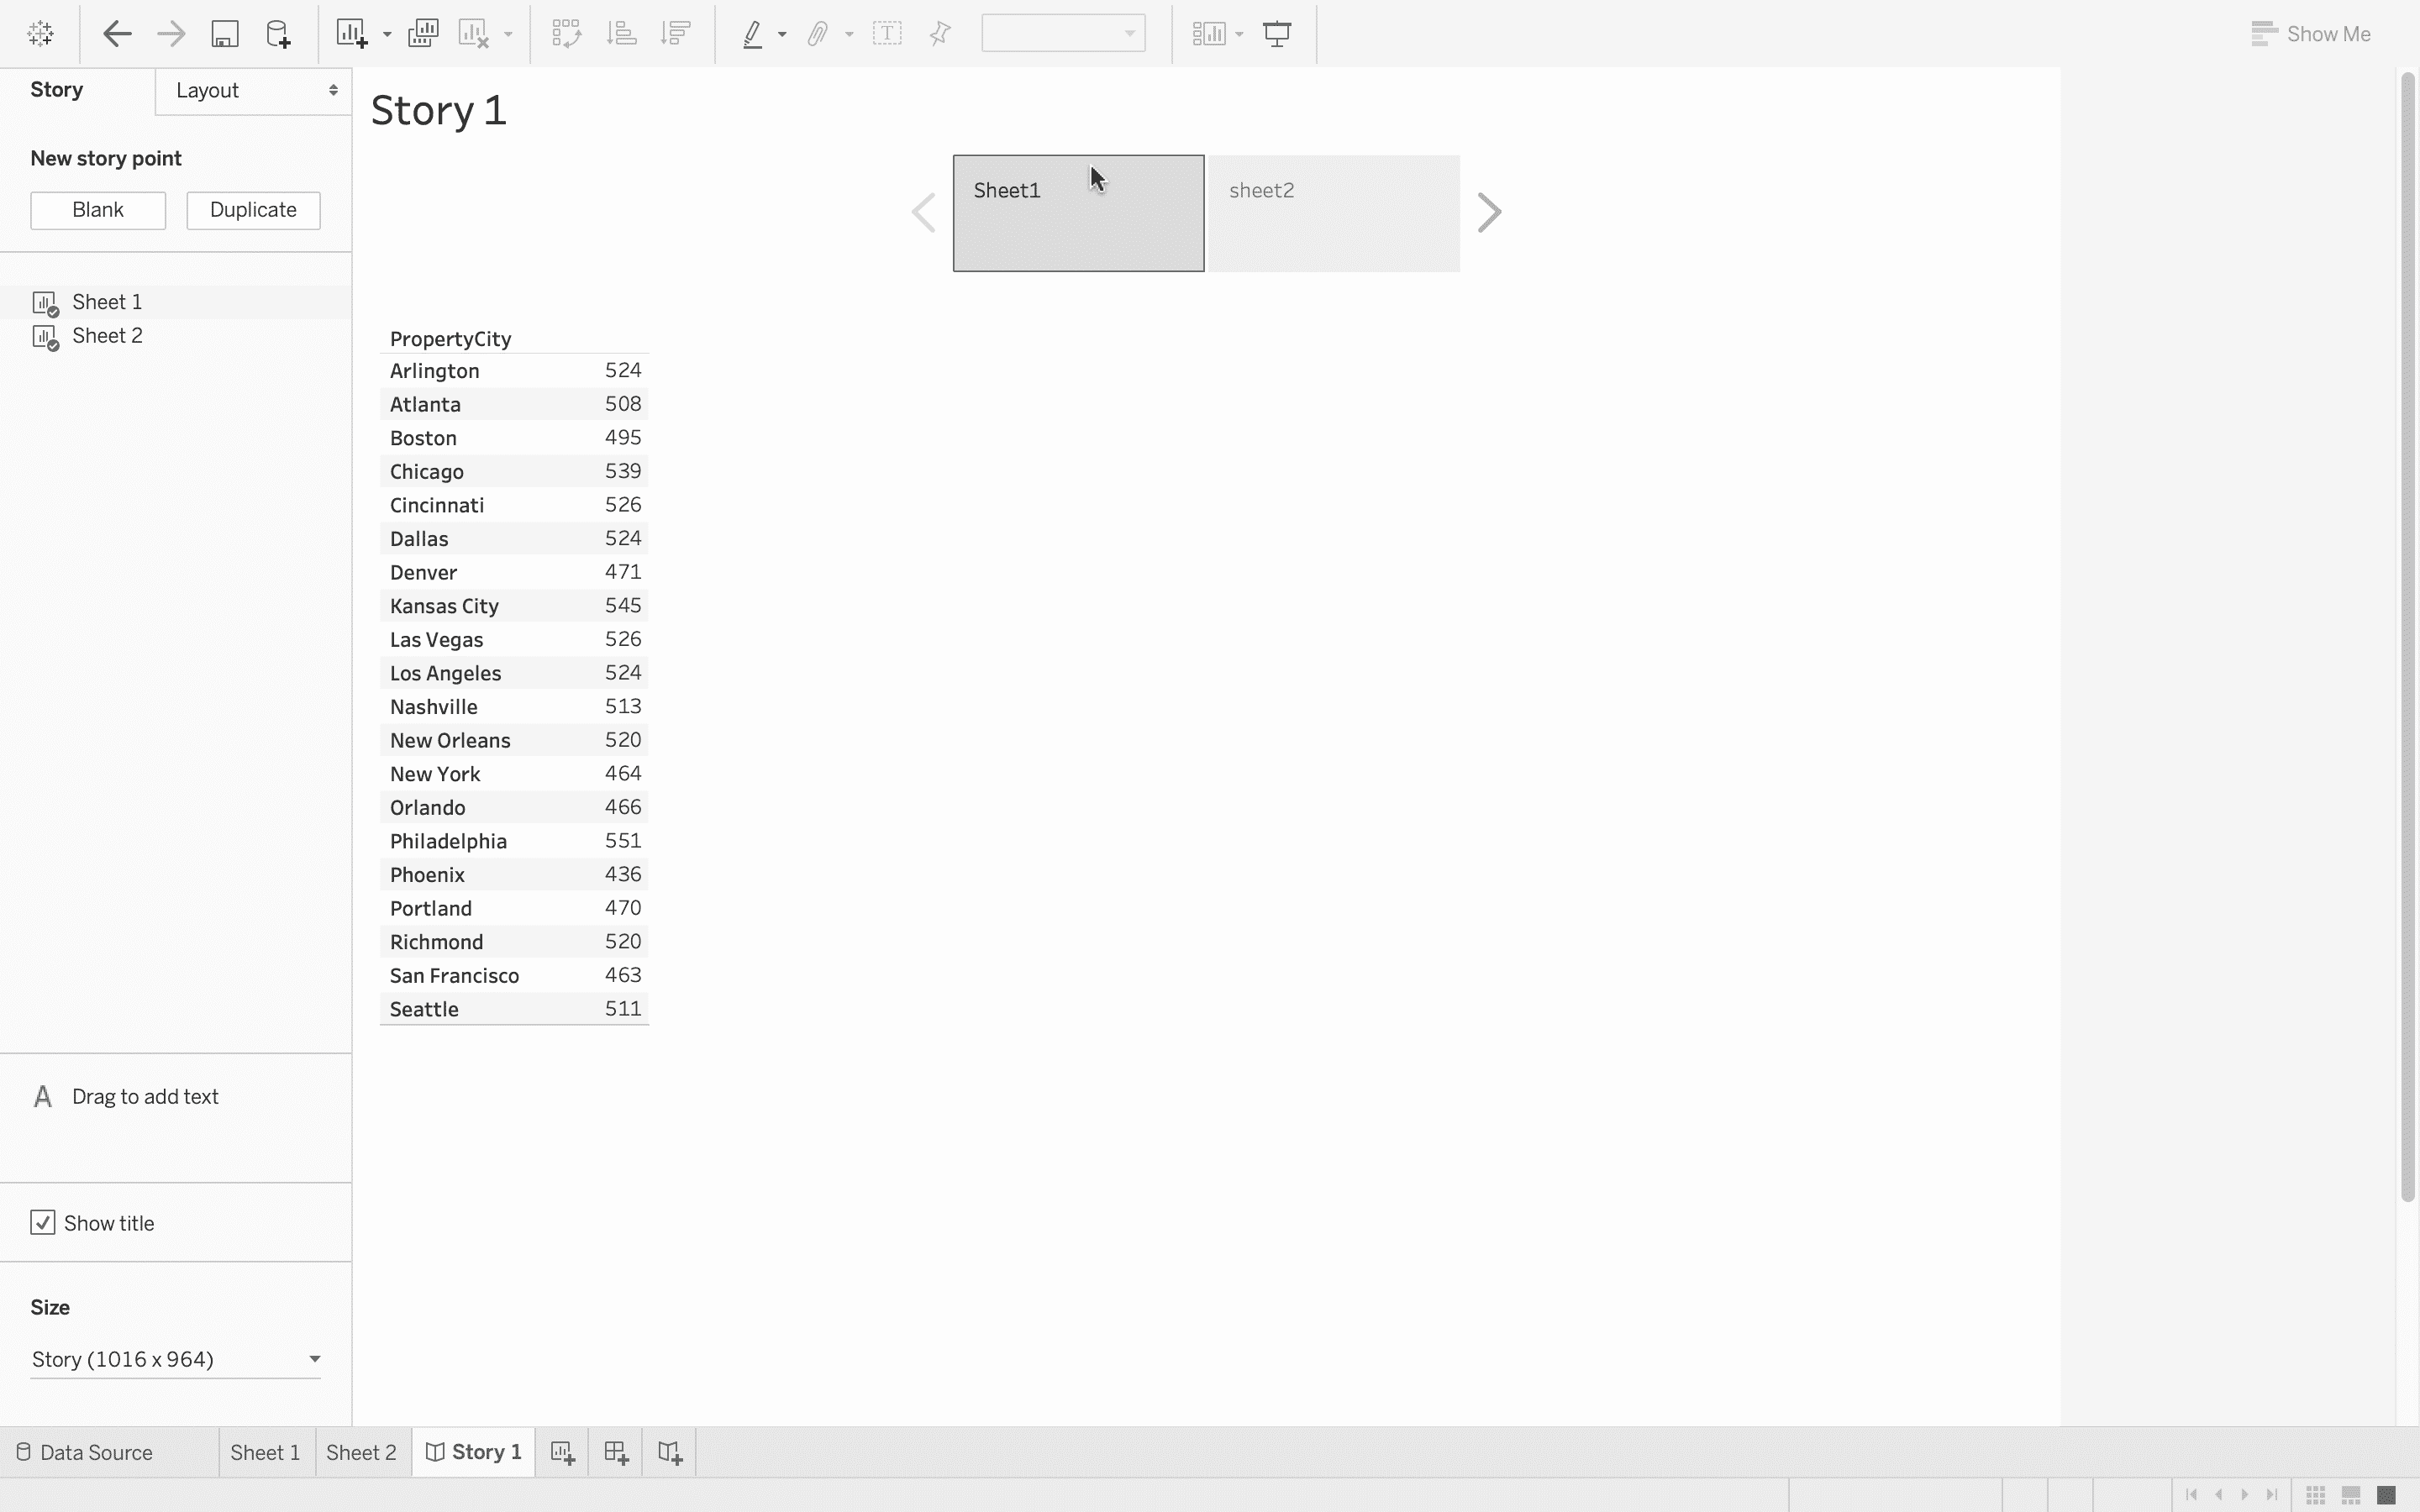 Show Me
Story
Layout
New story point
Blank
Duplicate
Sheet 1
Sheet 2
Drag to add text
Show title
Size
Story (1016 x 964)
Story 1
Sheet1
sheet2
PropertyCity
Arlington 524
Atlanta 508
Boston 495
Chicago 539
Cincinnati 526
Dallas 524
Denver 471
Kansas City 545
Las Vegas 526
Los Angeles 524
Nashville 513
New Orleans 520
New York 464
Orlando 466
Philadelphia 551
Phoenix 436
Portland 470
Richmond 520
San Francisco 463
Seattle 511
Data Source
Sheet 1
Sheet 2
Story 1